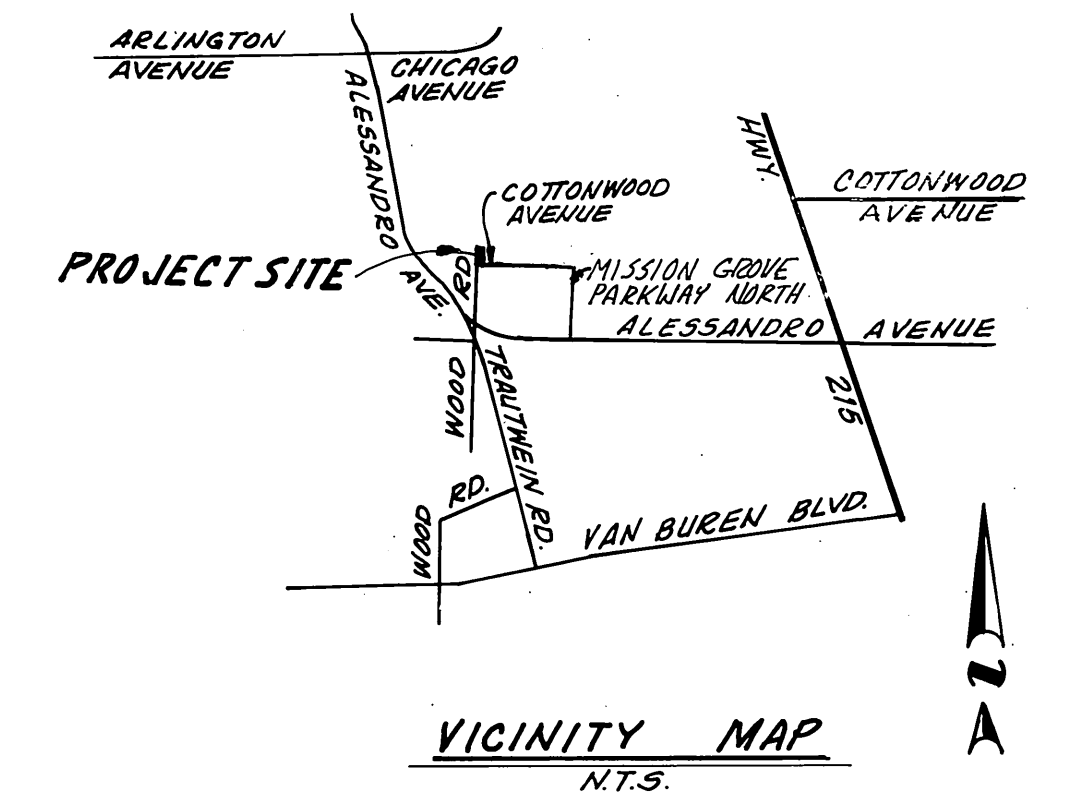 ARLINGTON
AVENUE
CHICAGO
AVENUE
ALESSANDRO
AVE.
HWY.
COTTONWOOD
AVENUE
COTTONWOOD
AVENUE
PROJECT SITE
RD
MISSION GROVE
PARKWAY NORTH
ALESSANDRO AVENUE
WOOD
TRAUTWEIN RD.
215
RD.
WOOD
VAN BUREN BLVD.
VICINITY MAP
N.T.S.